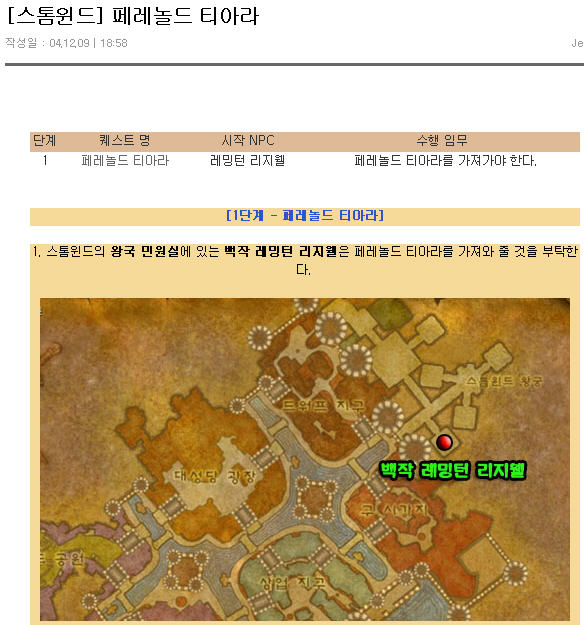 [스톰윈드] 페레놀드 티아라
작성일 : 04.12.09 | 18:58
Je
단계 퀘스트 명 시작 NPC 수행 임무
1 페레놀드 티아라 레밍턴 리지웰 페레놀드 티아라를 가져가야 한다.
[1단계 - 페레놀드 티아라]
1. 스톰윈드의 왕국 민원실에 있는 백작 레밍턴 리지웰은 페레놀드 티아라를 가져와 줄 것을 부탁한
다.
스톰윈드 왕궁
드워프 지구
백작 레밍턴 리지웰
대성당 광장
구 시가지
드 공원
상업 지구